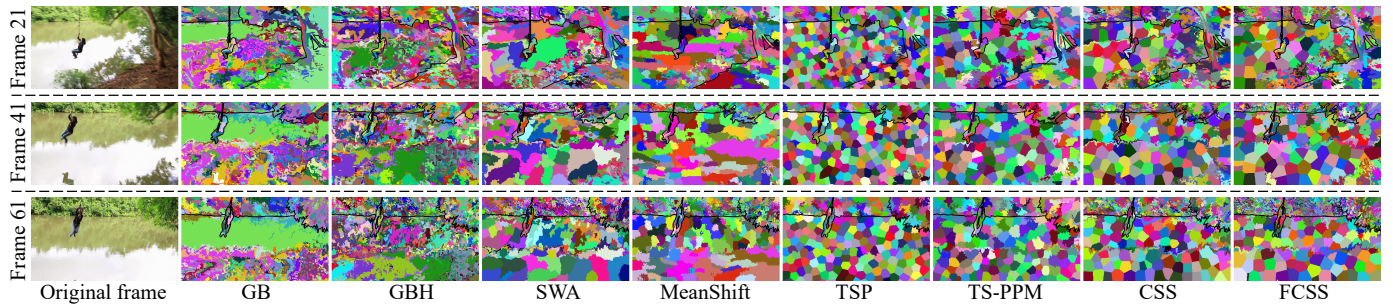 Frame 21
Frame 41
Frame 61
Original frame GB GBH SWA MeanShift TSP TS-PPM CSS FCSS